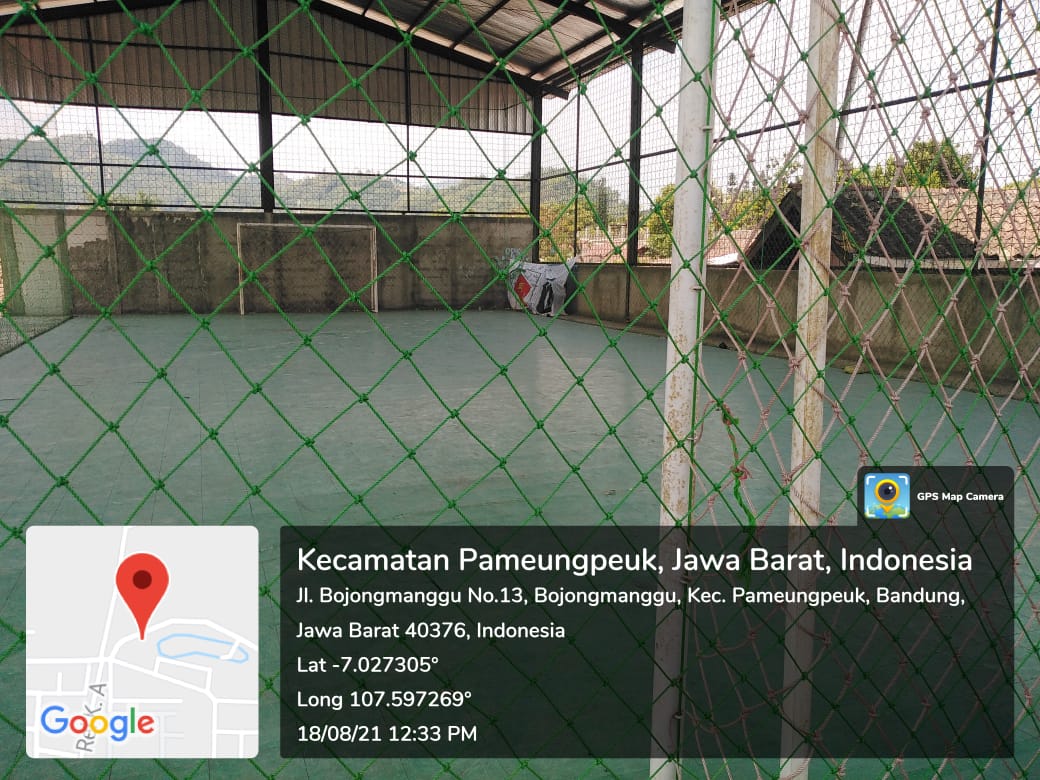 GPS Map Camera
Kecamatan Pameungpeuk, Jawa Barat, Indonesia
Jl. Bojongmanggu No.13, Bojongmanggu, Kec. Pameungpeuk, Bandung,
Jawa Barat 40376, Indonesia
Lat -7.027305°
Long 107.597269°
18/08/21 12:33 PM
Google